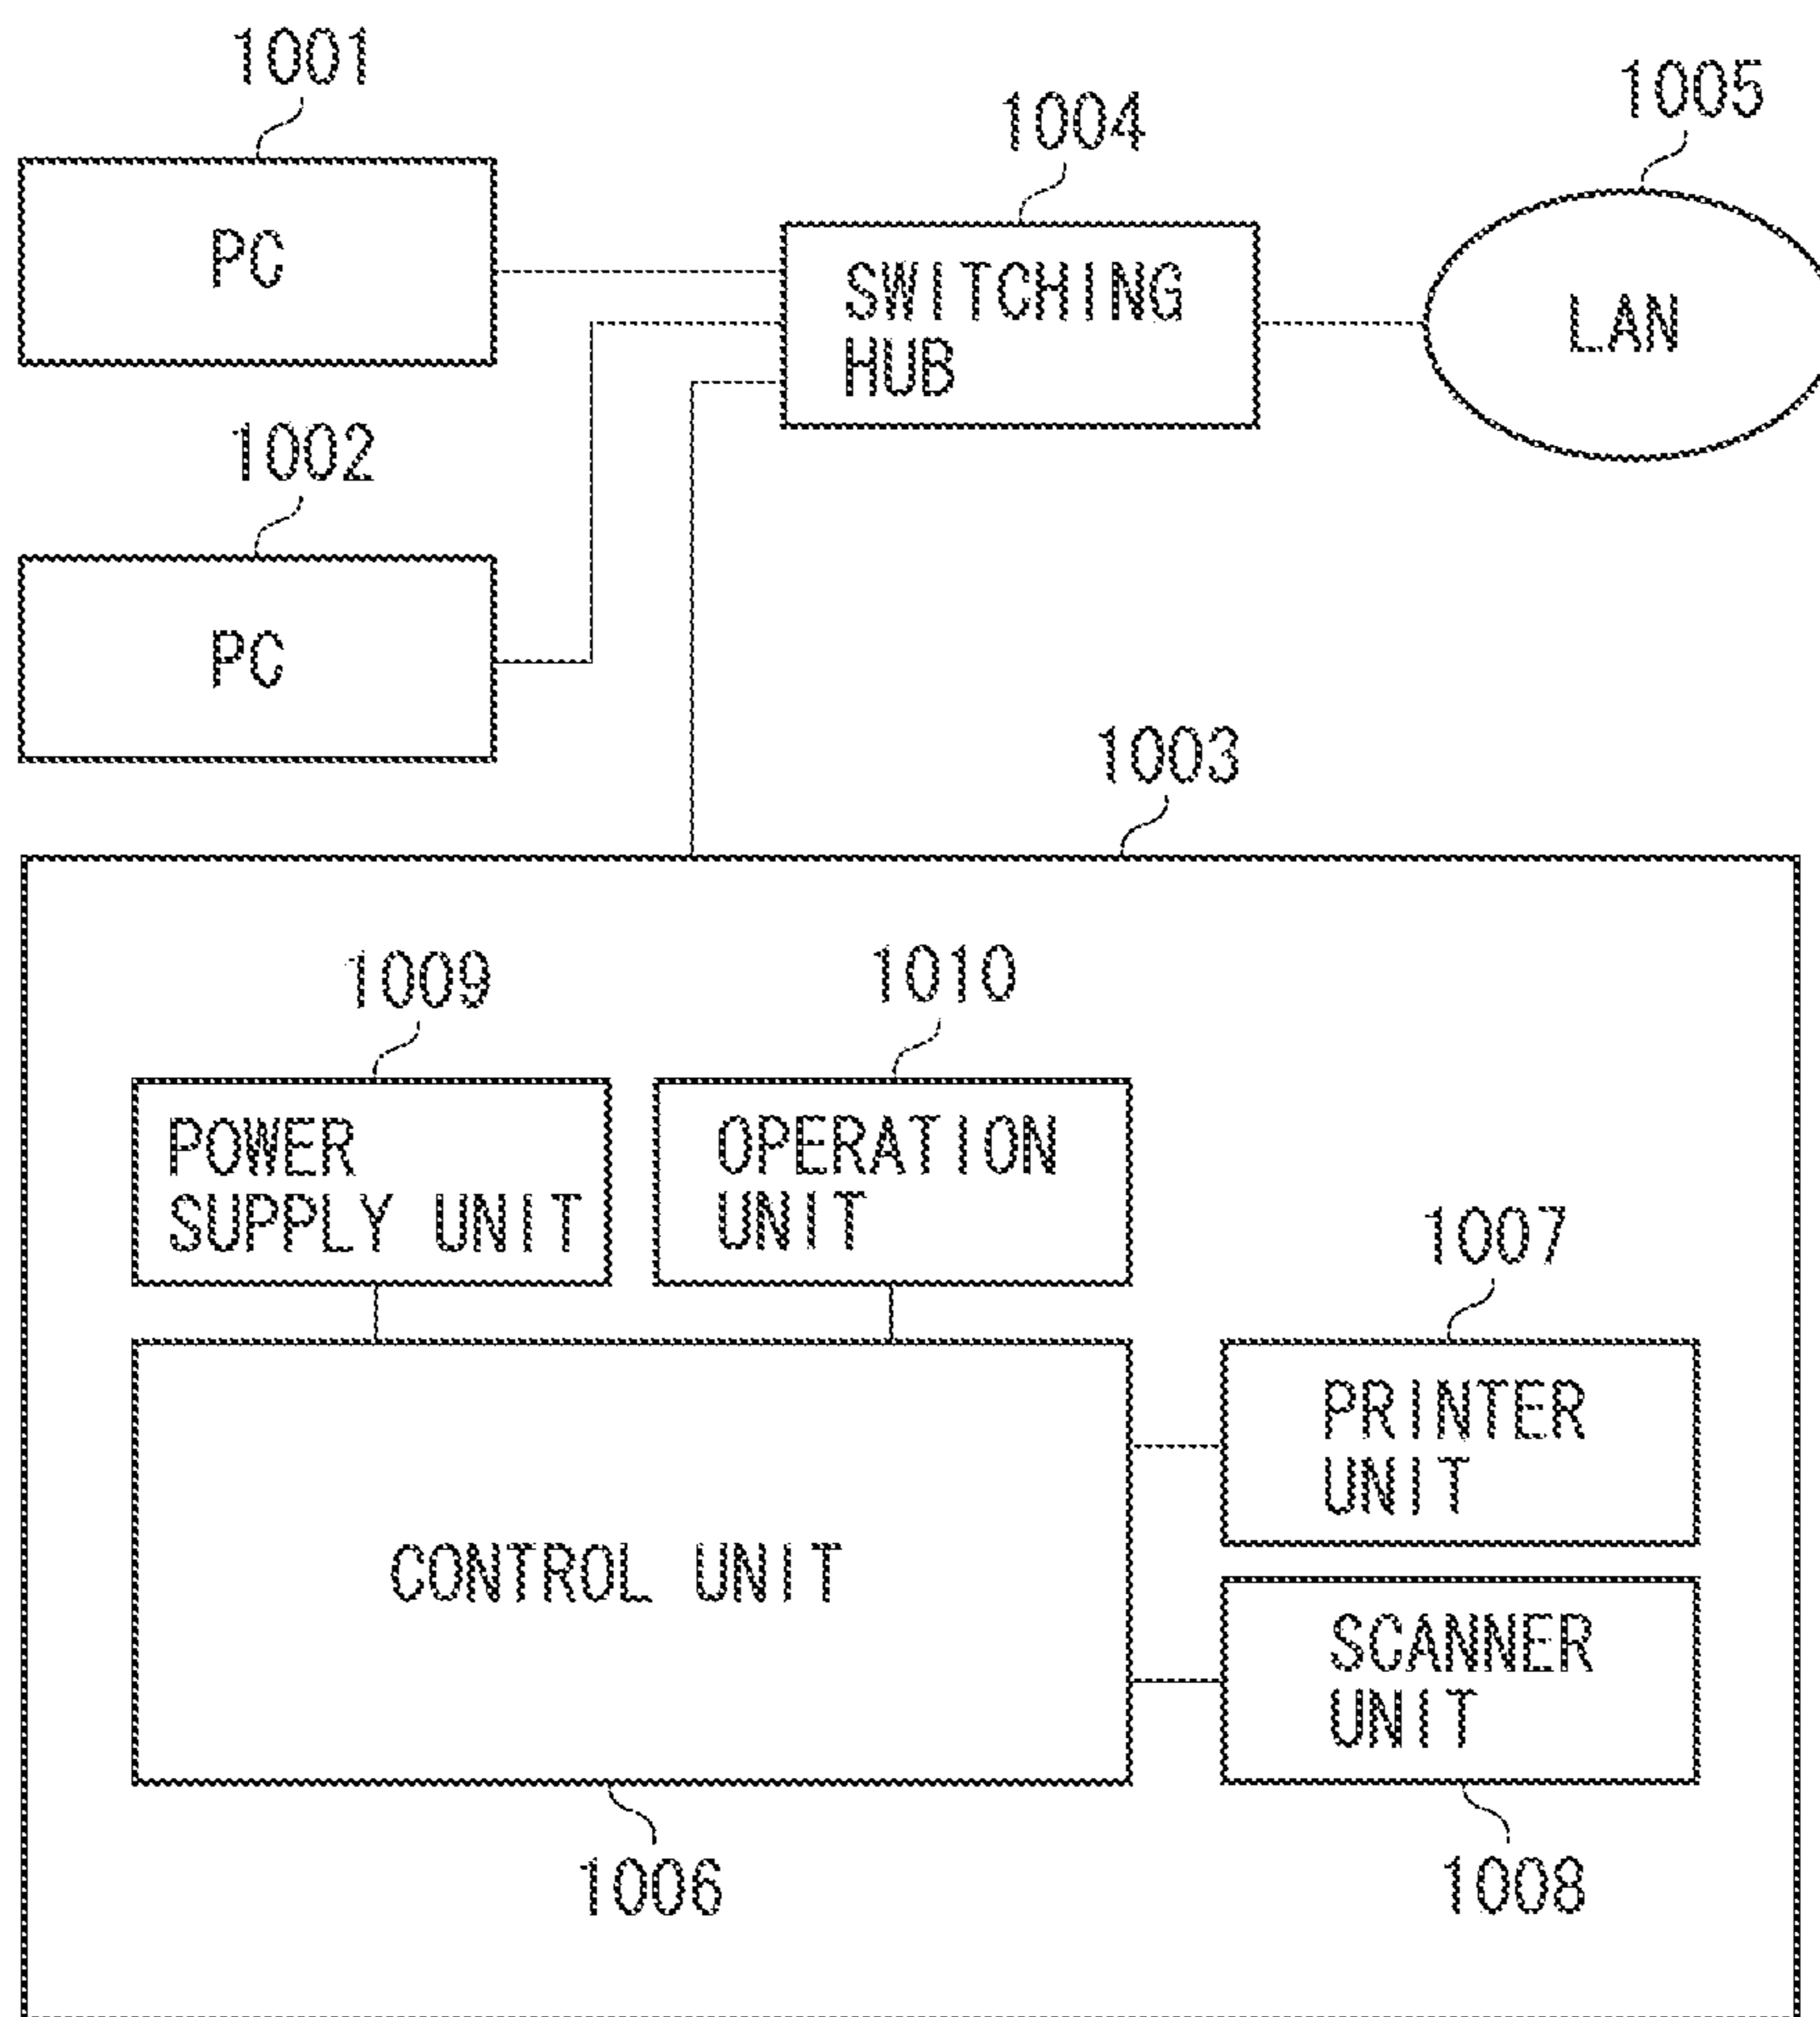 1001
PC
1004
SWITCHING
HUB
1005
LAN
1002
PC
1003
1009
POWER
SUPPLY UNIT
1010
OPERATION
UNIT
1007
PRINTER
UNIT
CONTROL UNIT
SCANNER
UNIT
1006
1008